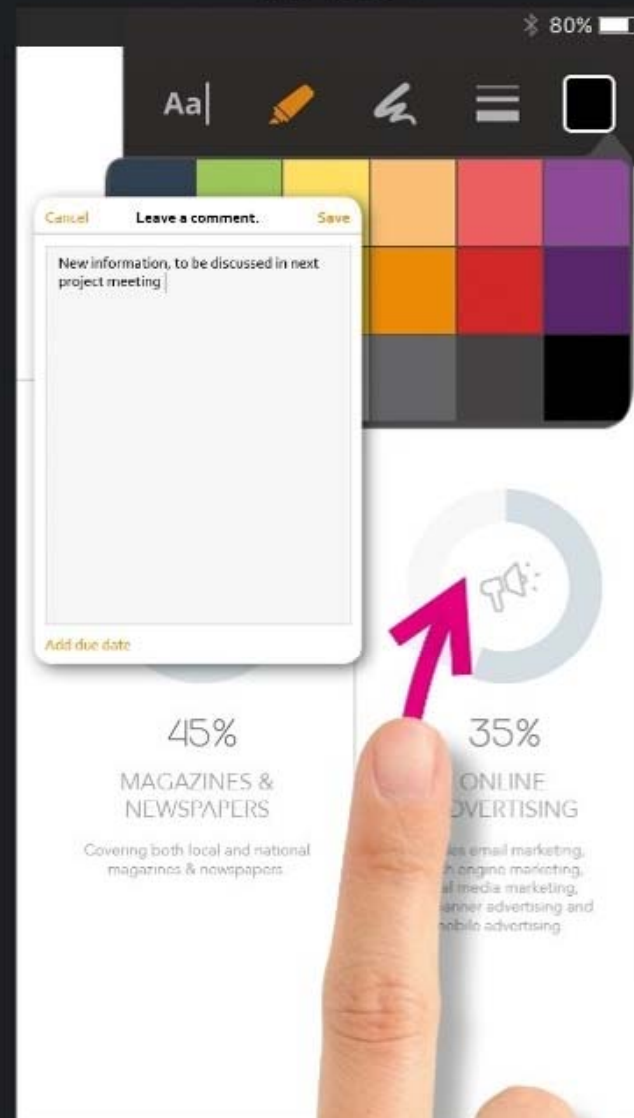 80%
Aa
Cancel Leave a comment. Save
New information, to be discussed in next
project meeting
Add due date
45%
MAGAZINES &
NEWSPAPERS
Covering both local and national
magazines & newspapers
35%
ONLINE
DVERTISING
email marketing,
engine marketing,
media marketing,
advertising and
advertising